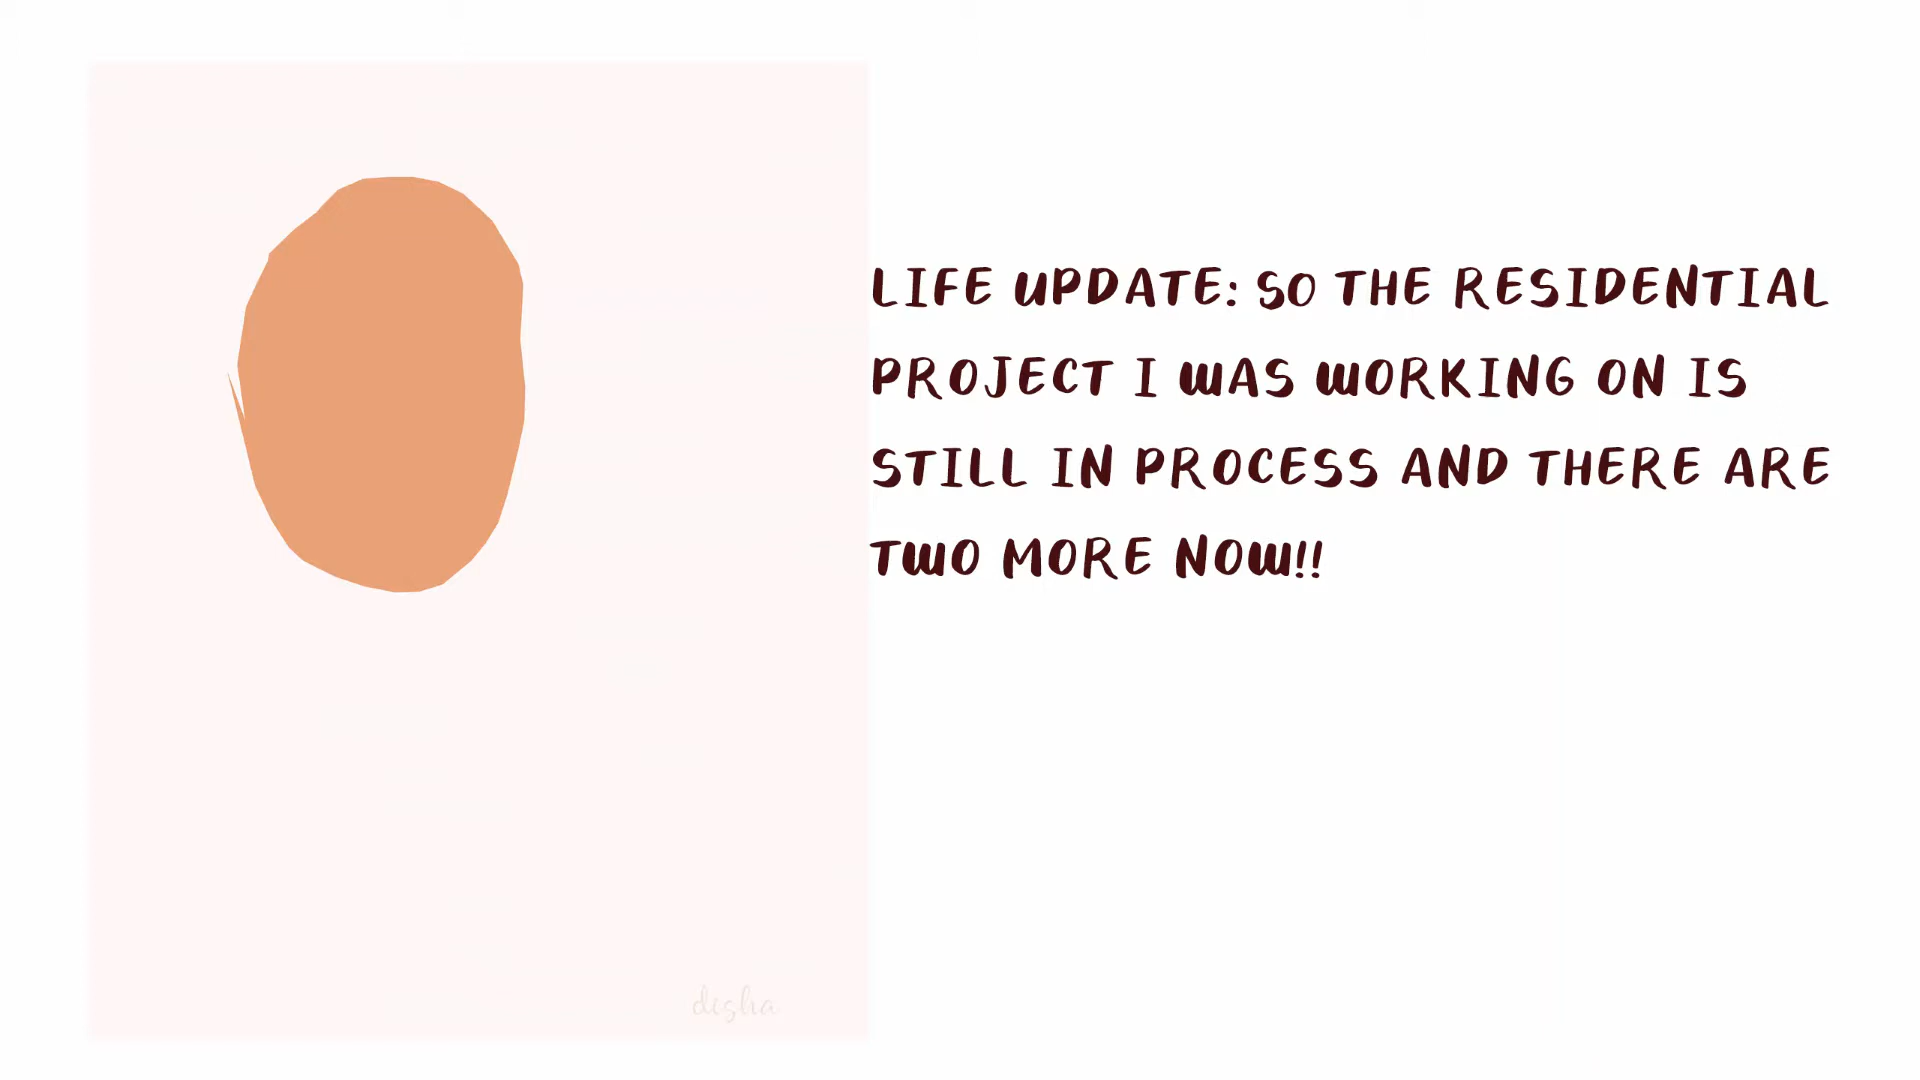 LIFE UPDATE: SO THE RESIDENTIAL
PROJECT I WAS WORKING ON IS
STILL IN PROCESS AND THERE ARE
TWO MORE NOW!!
disha